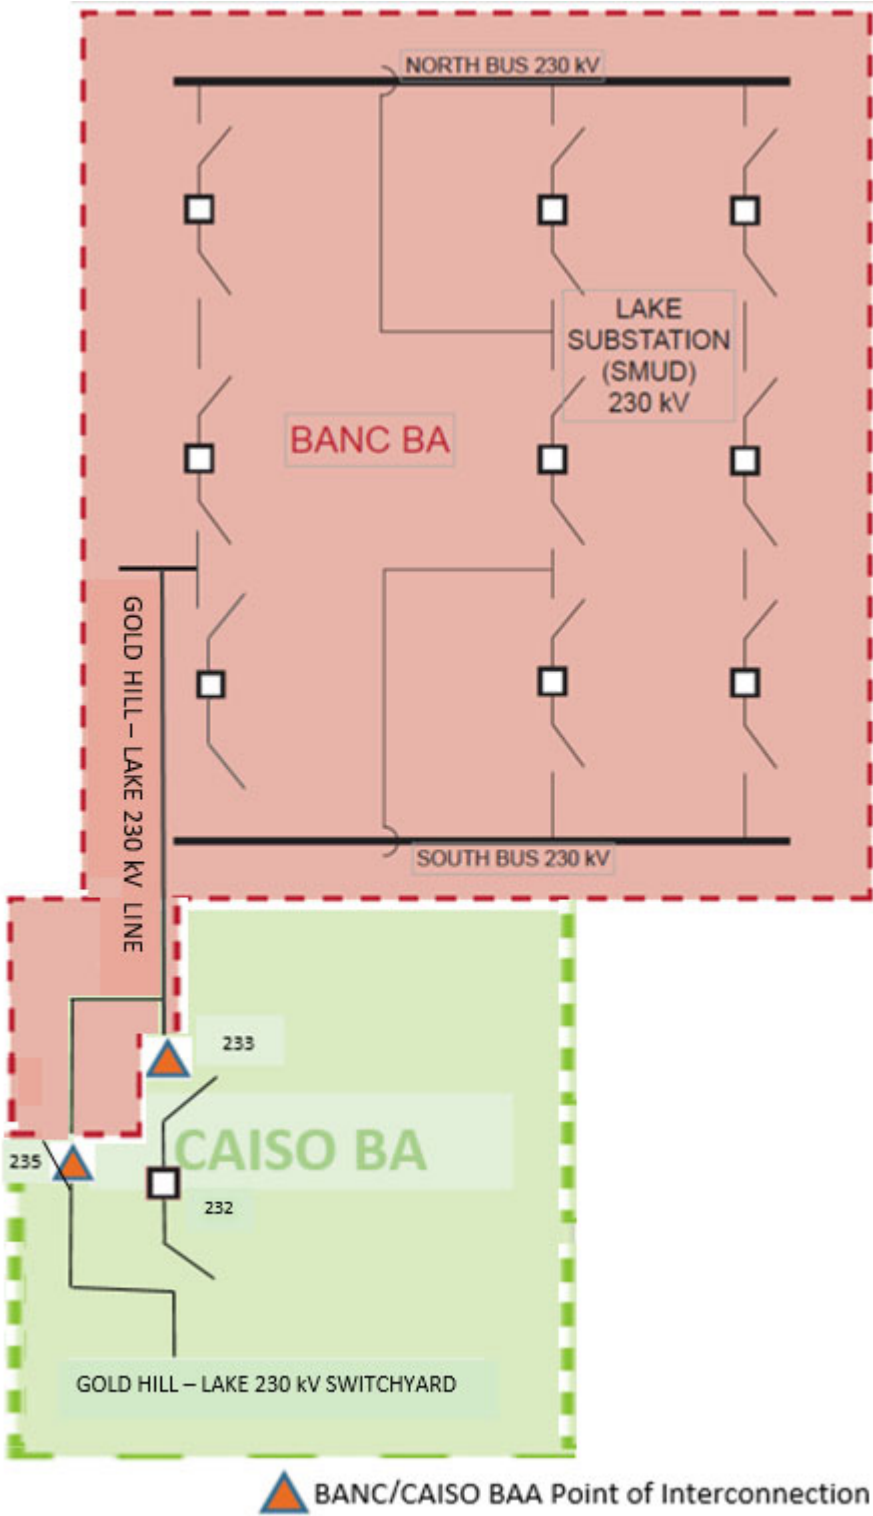 NORTH BUS 230 kV
LAKE
SUBSTATION
(SMUD)
230 kV
BANC BA
GOLD HILL – LAKE 230 kV LINE
SOUTH BUS 230 kV
233
CAISO BA
235
232
GOLD HILL – LAKE 230 kV SWITCHYARD
BANC/CAISO BAA Point of Interconnection